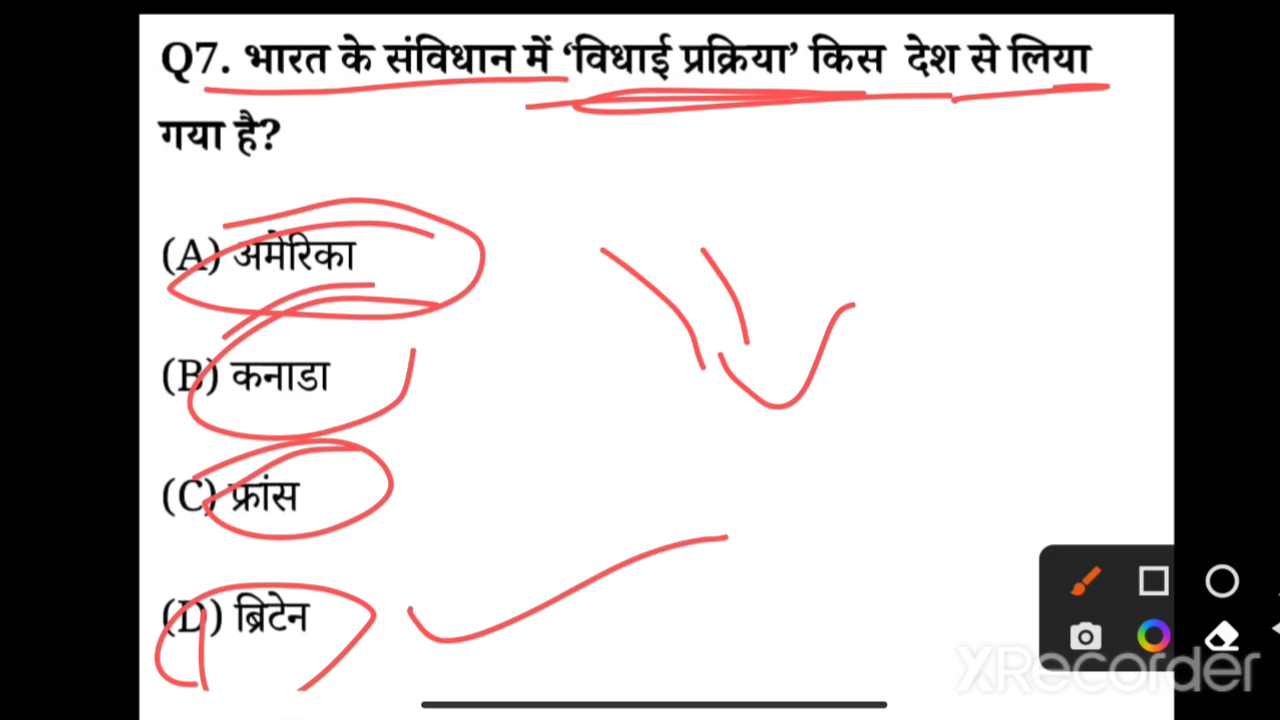 Q7. भारत के संविधान में ‘विधाई प्रक्रिया’ किस देश से लिया
गया है?
(A) अमेरिका
(B) कनाडा
(C) फ्रांस
(D) ब्रिटेन
XRecorder